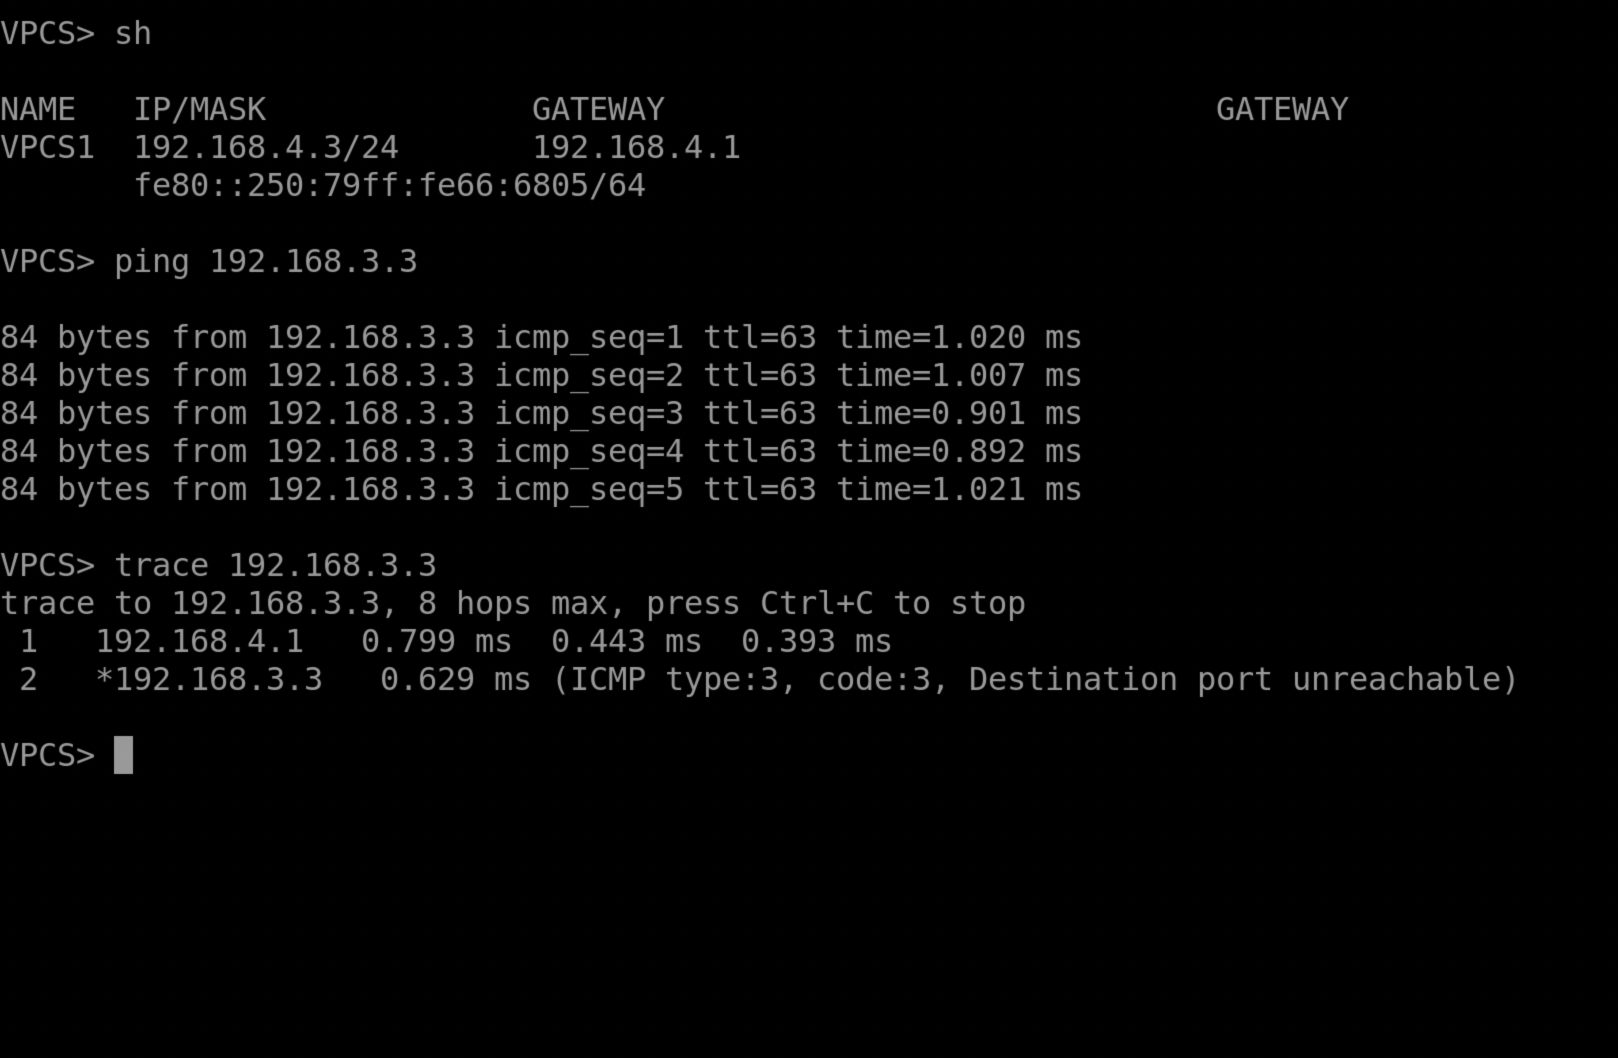 VPCS> sh
NAME   IP/MASK              GATEWAY                             GATEWAY
VPCS1  192.168.4.3/24       192.168.4.1
       fe80::250:79ff:fe66:6805/64
VPCS> ping 192.168.3.3
84 bytes from 192.168.3.3 icmp_seq=1 ttl=63 time=1.020 ms
84 bytes from 192.168.3.3 icmp_seq=2 ttl=63 time=1.007 ms
84 bytes from 192.168.3.3 icmp_seq=3 ttl=63 time=0.901 ms
84 bytes from 192.168.3.3 icmp_seq=4 ttl=63 time=0.892 ms
84 bytes from 192.168.3.3 icmp_seq=5 ttl=63 time=1.021 ms
VPCS> trace 192.168.3.3
trace to 192.168.3.3, 8 hops max, press Ctrl+C to stop
 1   192.168.4.1   0.799 ms  0.443 ms  0.393 ms
 2   *192.168.3.3   0.629 ms (ICMP type:3, code:3, Destination port unreachable)
VPCS>